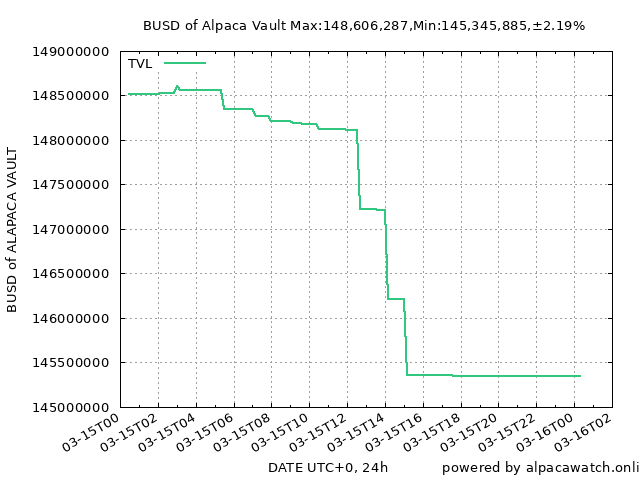 BUSD of Alpaca Vault Max:148,606,287,Min:145,345,885,±2.19%
TVL
149000000
148500000
148000000
147500000
147000000
146500000
146000000
145500000
145000000
BUSD of ALAPACA VAULT
03-15T00
03-15T02
03-15T04
03-15T06
03-15T08
03-15T10
03-15T12
03-15T14
03-15T16
03-15T18
03-15T20
03-15T22
03-16T00
03-16T02
DATE UTC+0, 24h
powered by alpacawatch.onli